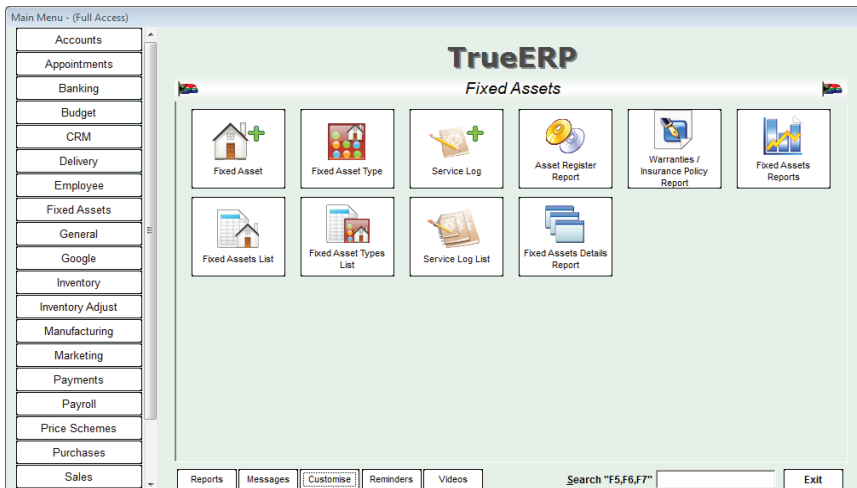 Main Menu - (Full Access)
Accounts
Appointments
Banking
Budget
CRM
Delivery
Employee
Fixed Assets
General
Google
Inventory
Inventory Adjust
Manufacturing
Marketing
Payments
Payroll
Price Schemes
Purchases
Sales
TrueERP
Fixed Assets
Fixed Asset
Fixed Asset Type
Service Log
Asset Register
Report
Warranties /
Insurance Policy
Report
Fixed Assets
Reports
Fixed Assets List
Fixed Asset Types
List
Service Log List
Fixed Assets Details
Report
Reports
Messages
Customise
Reminders
Videos
Search "F5,F6,F7"
Exit